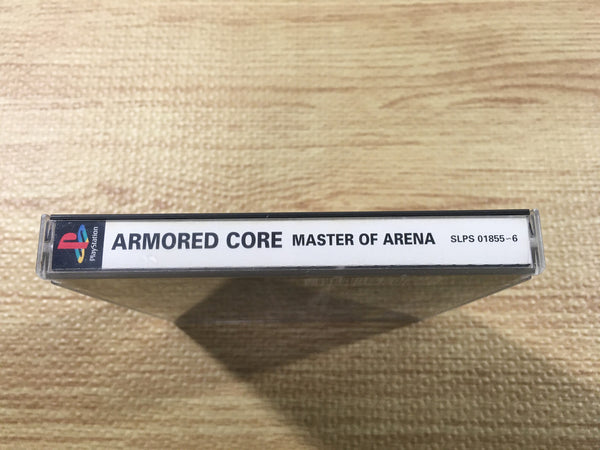 PlayStation
ARMORED CORE MASTER OF ARENA SLPS 01855-6